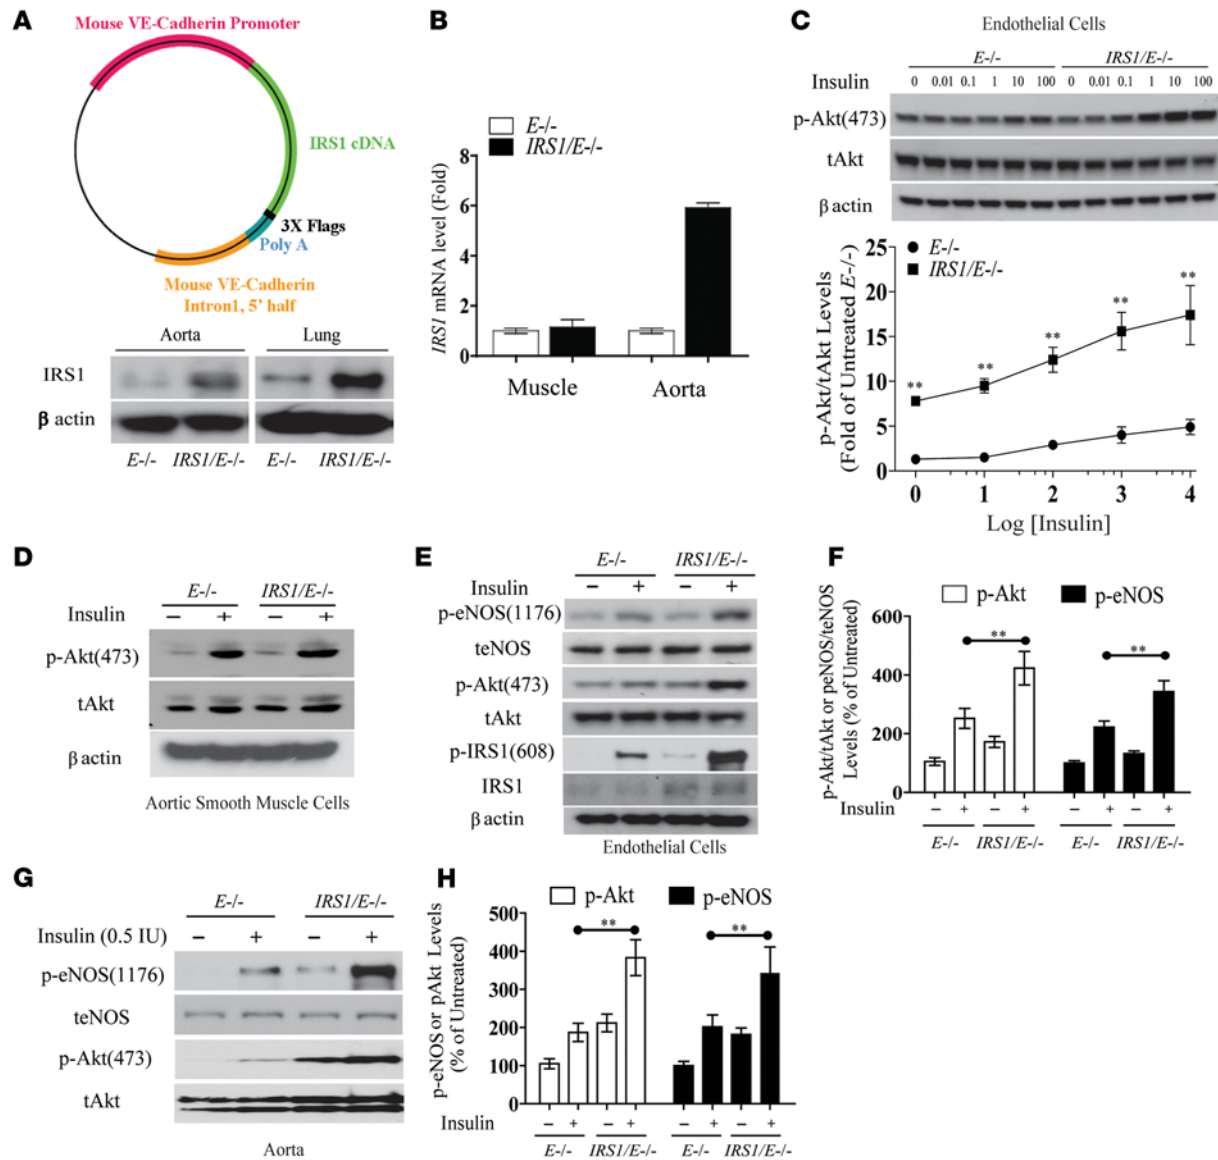 A
Mouse VE-Cadherin Promoter
IRS1 cDNA
3X Flags
Poly A
Mouse VE-Cadherin
Intron1, 5' half
Aorta Lung
IRS1
β actin
E-/- IRS1/E-/- E-/- IRS1/E-/-
B
E-/-
IRS1/E-/-
IRS1 mRNA level (Fold)
8
6
4
2
0
Muscle Aorta
C
Endothelial Cells
E-/- IRS1/E-/-
Insulin 0 0.01 0.1 1 10 100 0 0.01 0.1 1 10 100
p-Akt(473)
tAkt
β actin
p-Akt/tAkt Levels
(Fold of Untreated E-/-)
25
20
15
10
5
0
E-/-
IRS1/E-/-
** ** ** ** **
0 1 2 3 4
Log [Insulin]
D
E-/- IRS1/E-/-
Insulin − + − +
p-Akt(473)
tAkt
β actin
Aortic Smooth Muscle Cells
E
E-/- IRS1/E-/-
Insulin − + − +
p-eNOS(1176)
teNOS
p-Akt(473)
tAkt
p-IRS1(608)
IRS1
β actin
Endothelial Cells
F
p-Akt p-eNOS
p-Akt/tAkt or peNOS/teNOS
Levels (% of Untreated)
600
400
200
0
** **
Insulin − + − + − + − +
E-/- IRS1/E-/- E-/- IRS1/E-/-
G
E-/- IRS1/E-/-
Insulin (0.5 IU) − + − +
p-eNOS(1176)
teNOS
p-Akt(473)
tAkt
Aorta
H
p-Akt p-eNOS
p-eNOS or pAkt Levels
(% of Untreated)
500
400
300
200
100
0
** **
Insulin − + − + − + − +
E-/- IRS1/E-/- E-/- IRS1/E-/-